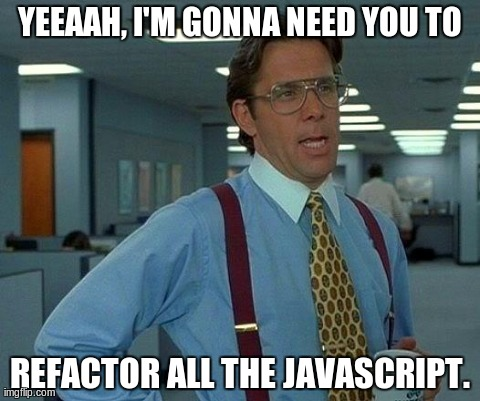 YEEAAH, I'M GONNA NEED YOU TO
REFACTOR ALL THE JAVASCRIPT.
imgflip.com